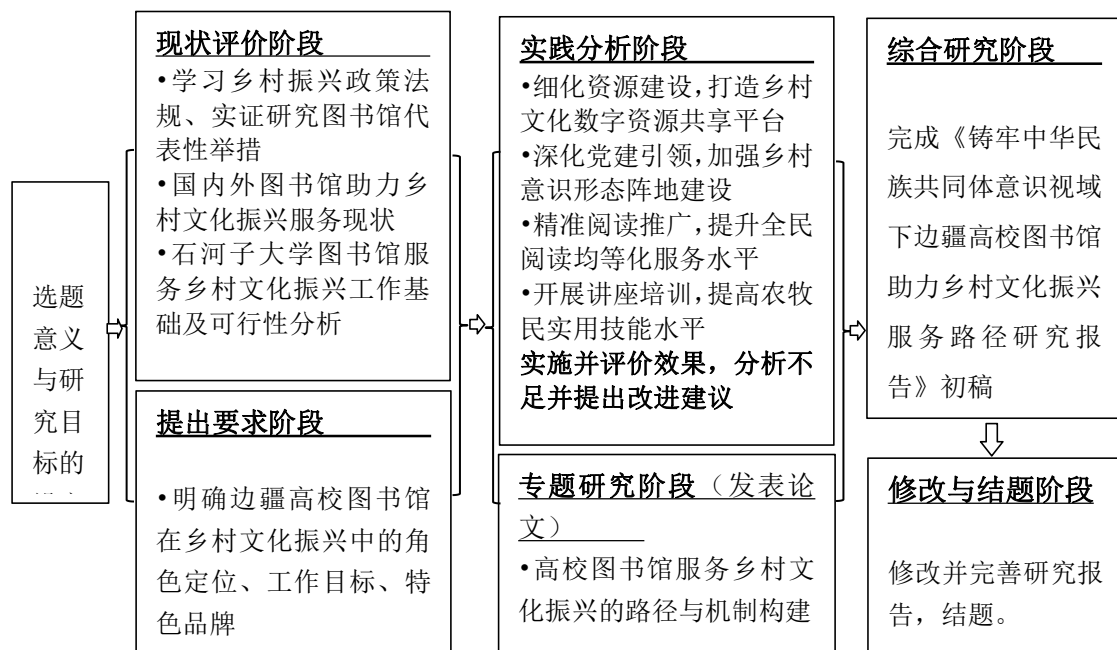 选题
意义
与研
究目
标的
现状评价阶段
•学习乡村振兴政策法
规、实证研究图书馆代
表性举措
•国内外图书馆助力乡
村文化振兴服务现状
•石河子大学图书馆服
务乡村文化振兴工作基
础及可行性分析
提出要求阶段
•明确边疆高校图书馆
在乡村文化振兴中的角
色定位、工作目标、特
色品牌
实践分析阶段
•细化资源建设,打造乡村
文化数字资源共享平台
•深化党建引领,加强乡村
意识形态阵地建设
•精准阅读推广,提升全民
阅读均等化服务水平
•开展讲座培训,提高农牧
民实用技能水平
实施并评价效果，分析不
足并提出改进建议
专题研究阶段（发表论
文）
•高校图书馆服务乡村文
化振兴的路径与机制构建
综合研究阶段
完成《铸牢中华民
族共同体意识视域
下边疆高校图书馆
助力乡村文化振兴
服务路径研究报
告》初稿
修改与结题阶段
修改并完善研究报
告，结题。